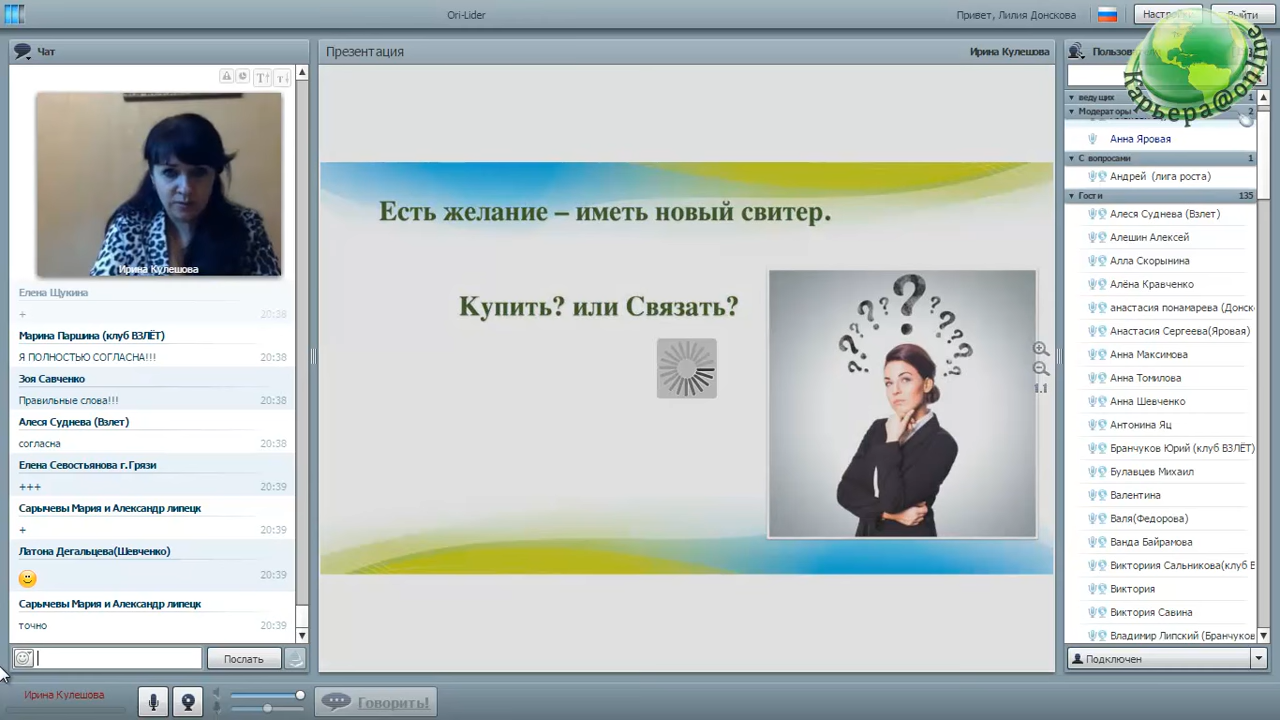 Ori-Lider
Привет, Лилия Донскова
Выйти
Карьера@online
Чат
Ирина Кулешова
Елена Щукина
+
20:38
Марина Паршина (клуб ВЗЛЁТ)
Я ПОЛНОСТЬЮ СОГЛАСНА!!!
20:38
Зоя Савченко
Правильные слова!!!
20:38
Алеся Суднева (Взлет)
согласна
20:38
Елена Севостьянова г.Грязи
+++
20:39
Сарычевы Мария и Александр липецк
+
20:39
Латона Дегальцева(Шевченко)
20:39
Сарычевы Мария и Александр липецк
точно
20:39
Послать
Ирина Кулешова
Говорить!
Презентация
Ирина Кулешова
Есть желание – иметь новый свитер.
Купить? или Связать?
1.1
ведущих 1
Модераторы 2
Анна Яровая
С вопросами 1
Андрей (лига роста)
Гости 135
Алеся Суднева (Взлет)
Алешин Алексей
Алла Скорынина
Алёна Кравченко
анастасия понамарева (Донск
Анастасия Сергеева(Яровая)
Анна Максимова
Анна Томилова
Анна Шевченко
Антонина Яц
Бранчуков Юрий (клуб ВЗЛЁТ)
Булавцев Михаил
Валентина
Валя(Федорова)
Ванда Байрамова
Викториия Сальникова(клуб В
Виктория
Виктория Савина
Владимир Липский (Бранчуков
Подключен